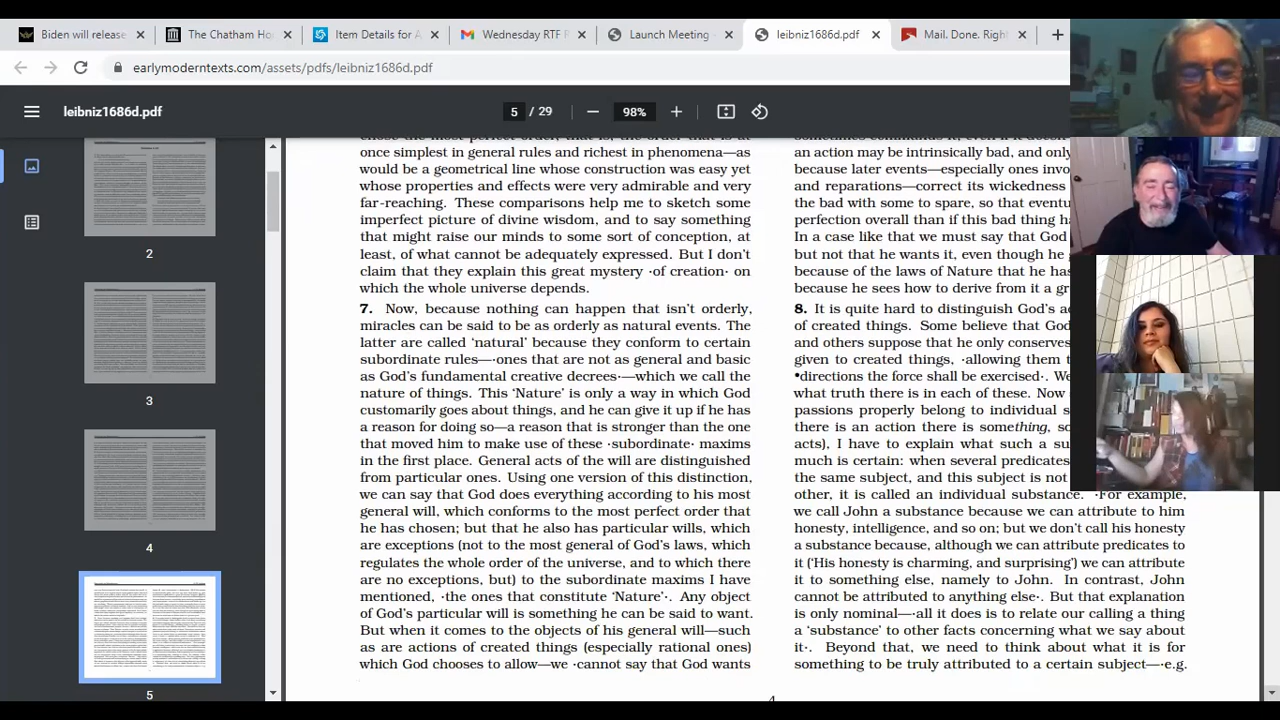 Biden will release
The Chatham Ho
Item Details for A
Wednesday RTF R
Launch Meeting -
leibniz1686d.pdf
Mail. Done. Righ
earlymoderntexts.com/assets/pdfs/leibniz1686d.pdf
leibniz1686d.pdf
5 / 29
98%
2
3
4
5
once simplest in general rules and richest in phenomena—as
would be a geometrical line whose construction was easy yet
whose properties and effects were very admirable and very
far-reaching. These comparisons help me to sketch some
imperfect picture of divine wisdom, and to say something
that might raise our minds to some sort of conception, at
least, of what cannot be adequately expressed. But I don't
claim that they explain this great mystery ·of creation· on
which the whole universe depends.
7. Now, because nothing can happen that isn't orderly,
miracles can be said to be as orderly as natural events. The
latter are called 'natural' because they conform to certain
subordinate rules—·ones that are not as general and basic
as God's fundamental creative decrees·—which we call the
nature of things. This 'Nature' is only a way in which God
customarily goes about things, and he can give it up if he has
a reason for doing so—a reason that is stronger than the one
that moved him to make use of these ·subordinate· maxims
in the first place. General acts of the will are distinguished
from particular ones. Using one version of this distinction,
we can say that God does everything according to his most
general will, which conforms to the most perfect order that
he has chosen; but that he also has particular wills, which
are exceptions (not to the most general of God's laws, which
regulates the whole order of the universe, and to which there
are no exceptions, but) to the subordinate maxims I have
mentioned, ·the ones that constitute 'Nature'·. Any object
of God's particular will is something he can be said to want.
But when it comes to the objects of his general will—such
as are actions of created things (especially rational ones)
which God chooses to allow—we ·cannot say that God wants
an action may be intrinsically bad, and only
because later events—especially ones invo
and reparations—correct its wickedness
the bad with some to spare, so that eventu
perfection overall than if this bad thing ha
In a case like that we must say that God
but not that he wants it, even though he
because of the laws of Nature that he has
because he sees how to derive from it a gr
8. It is quite hard to distinguish God's ac
of created things. Some believe that God
and others suppose that he only conserves
given to created things, ·allowing them t
•directions the force shall be exercised·. We
what truth there is in each of these. Now
passions properly belong to individual s
there is an action there is something, so
acts), I have to explain what such a su
much is certain: when several predicates
the same subject, and this subject is not
other, it is called an individual substance. ·For example,
we call John a substance because we can attribute to him
honesty, intelligence, and so on; but we don't call his honesty
a substance because, although we can attribute predicates to
it ('His honesty is charming, and surprising') we can attribute
it to something else, namely to John. In contrast, John
cannot be attributed to anything else·. But that explanation
is only nominal—·all it does is to relate our calling a thing
a 'substance' to other facts concerning what we say about
it·. Beyond that, we need to think about what it is for
something to be truly attributed to a certain subject—·e.g.